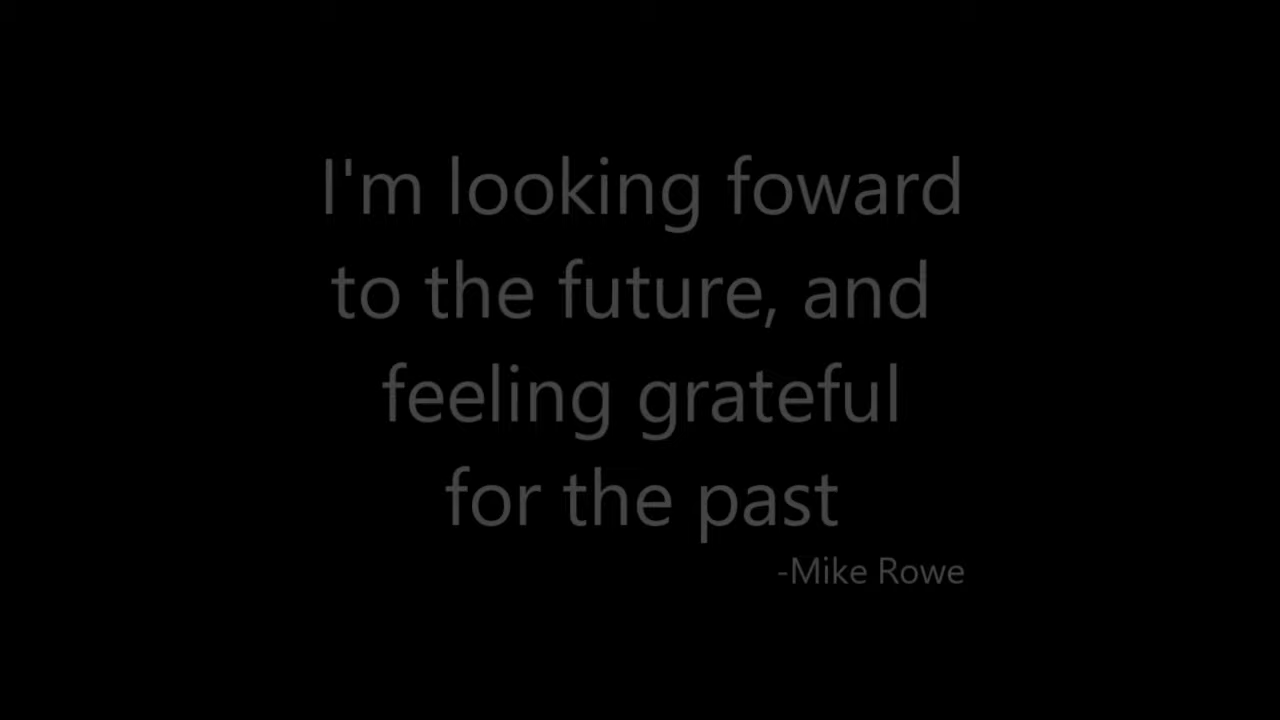 I'm looking foward
to the future, and
feeling grateful
for the past
-Mike Rowe